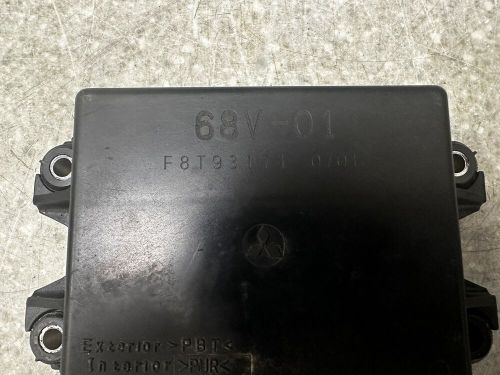 68V-01
Exterior >PBT<
Interior >PUR<